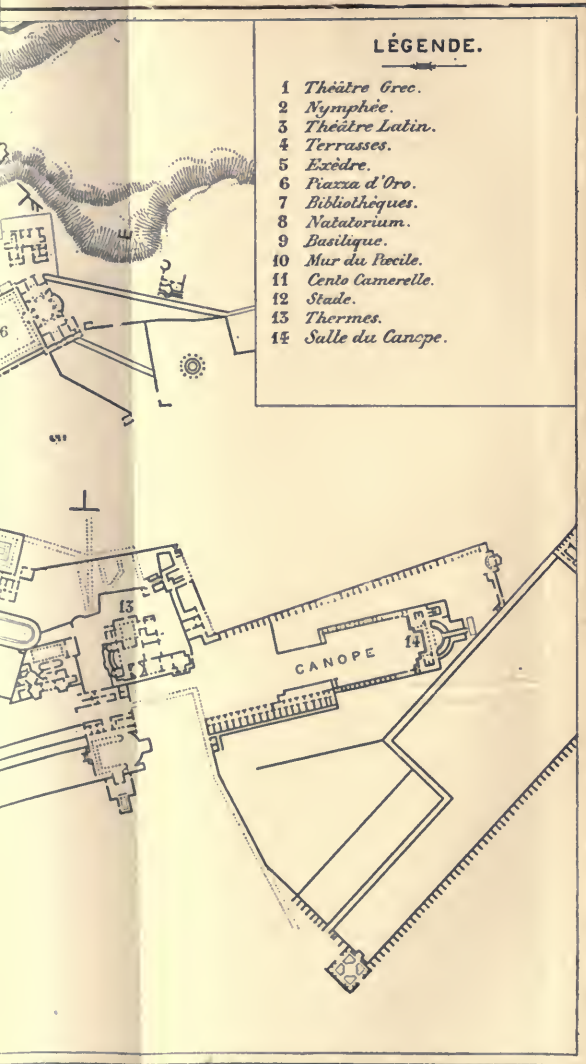 LÉGENDE.
1 Théâtre Grec.
2 Nymphée.
3 Théâtre Latin.
4 Terrasses.
5 Exèdre.
6 Piazza d'Oro.
7 Bibliothèques.
8 Natatorium.
9 Basilique.
10 Mur du Pœcile.
11 Cento Camerelle.
12 Stade.
13 Thermes.
14 Salle du Canope.
6
13
14
CANOPE